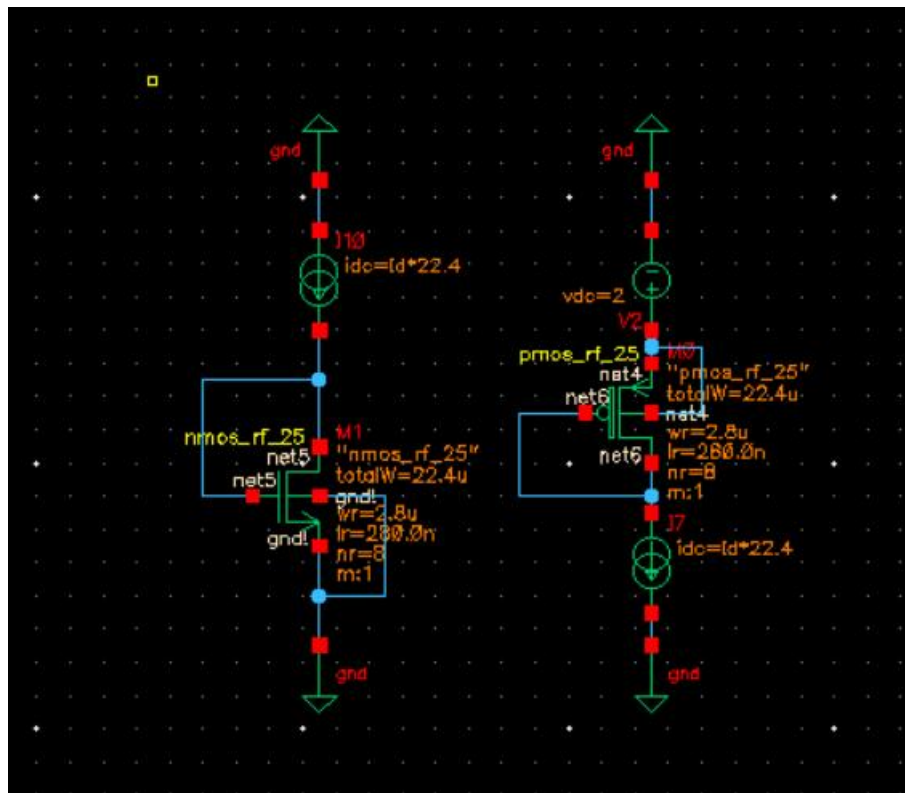 gnd
I10
idc=Id*22.4
nmos_rf_25
M1
"nmos_rf_25"
net5
totalW=22.4u
net5
gnd!
wr=2.8u
lr=280.0n
gnd!
nr=8
m:1
gnd
gnd
vdc=2
V2
pmos_rf_25
M0
net4
"pmos_rf_25"
totalW=22.4u
net6
net4
wr=2.8u
lr=280.0n
net6
nr=8
m:1
I7
idc=Id*22.4
gnd